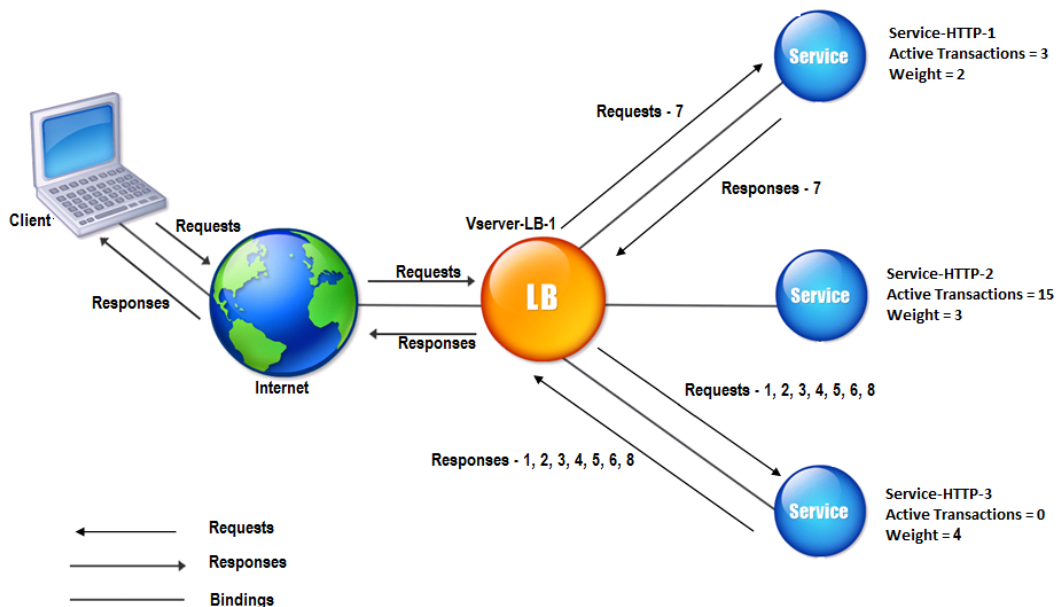 Service-HTTP-1
Active Transactions = 3
Weight = 2
Service
Requests - 7
Responses - 7
Client
Requests
Responses
Internet
Requests
Responses
Vserver-LB-1
LB
Service
Service-HTTP-2
Active Transactions = 15
Weight = 3
Requests - 1, 2, 3, 4, 5, 6, 8
Responses - 1, 2, 3, 4, 5, 6, 8
Service
Service-HTTP-3
Active Transactions = 0
Weight = 4
Requests
Responses
Bindings